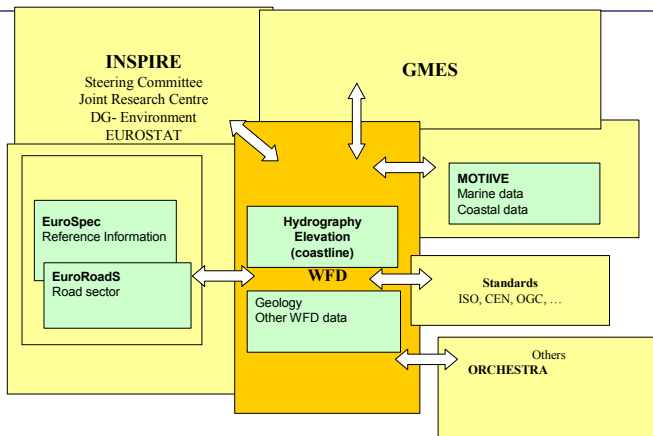 INSPIRE
Steering Committee
Joint Research Centre
DG- Environment
EUROSTAT
GMES
MOTIIVE
Marine data
Coastal data
EuroSpec
Reference Information
EuroRoadS
Road sector
Hydrography
Elevation
(coastline)
WFD
Geology
Other WFD data
Standards
ISO, CEN, OGC, …
Others
ORCHESTRA